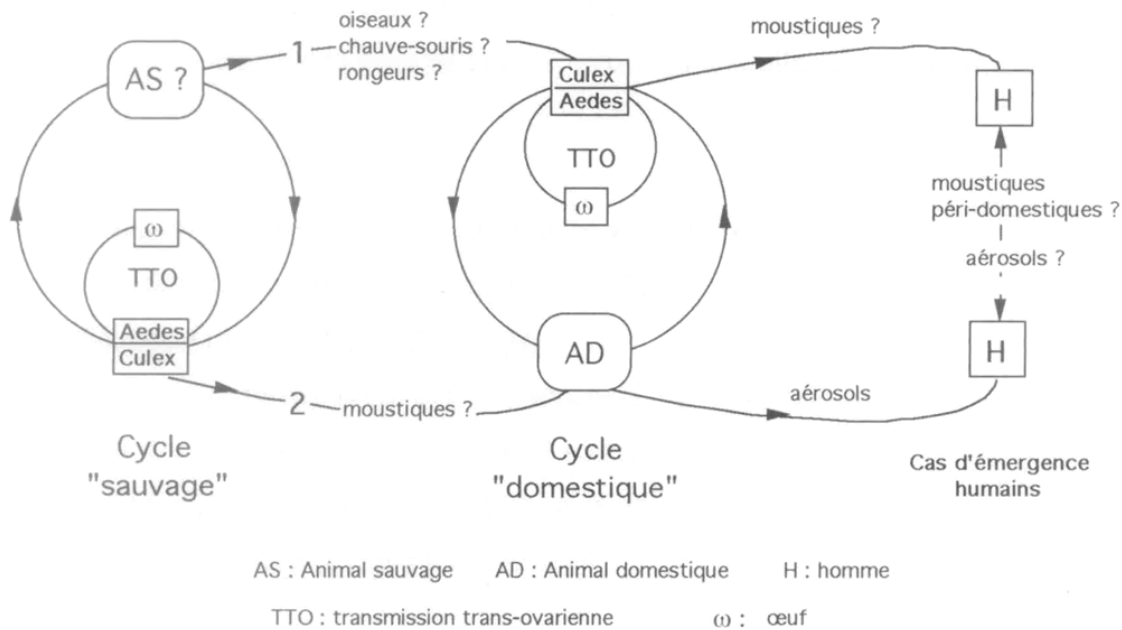 oiseaux ?
1 chauve-souris ?
rongeurs ?
moustiques ?
AS ?
Culex
Aedes
H
TTO
ω
moustiques
péri-domestiques ?
ω
TTO
aérosols ?
Aedes
Culex
AD
H
2 moustiques ?
aérosols
Cycle
"sauvage"
Cycle
"domestique"
Cas d'émergence
humains
AS : Animal sauvage AD : Animal domestique H : homme
TTO : transmission trans-ovarienne ω : œuf